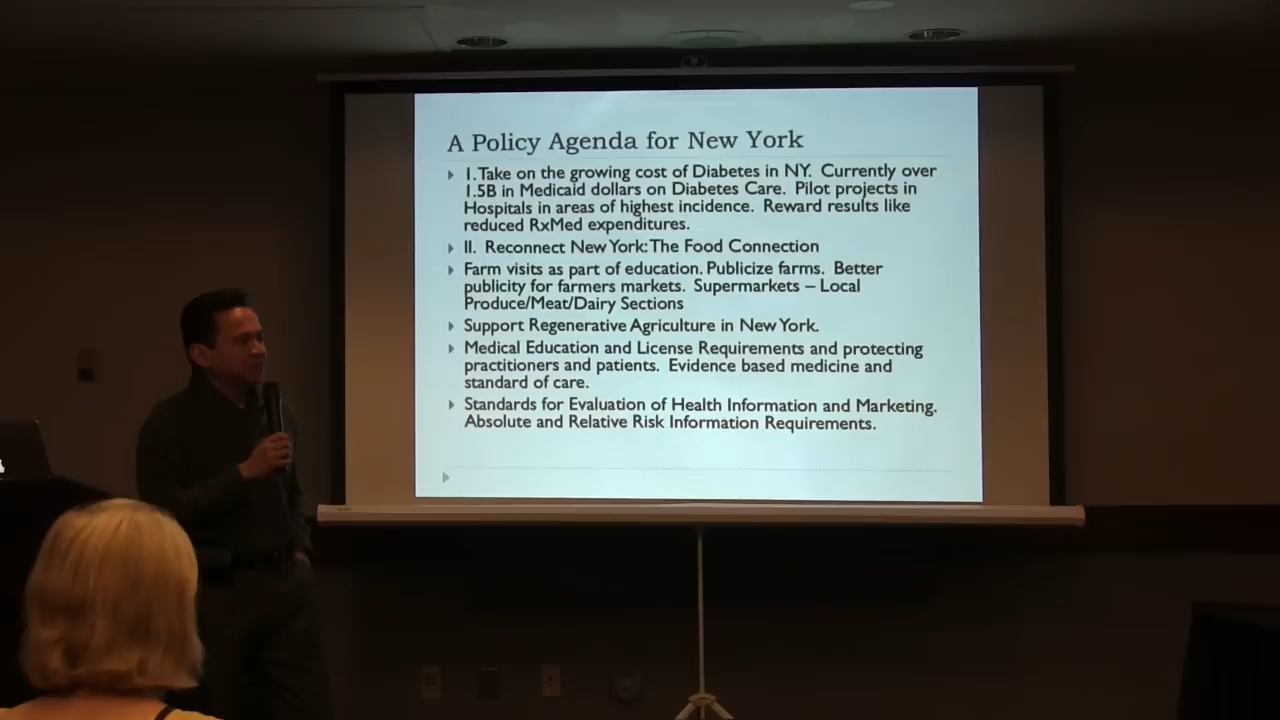 A Policy Agenda for New York
I. Take on the growing cost of Diabetes in NY. Currently over
1.5B in Medicaid dollars on Diabetes Care. Pilot projects in
Hospitals in areas of highest incidence. Reward results like
reduced RxMed expenditures.
II. Reconnect New York: The Food Connection
Farm visits as part of education. Publicize farms. Better
publicity for farmers markets. Supermarkets – Local
Produce/Meat/Dairy Sections
Support Regenerative Agriculture in New York.
Medical Education and License Requirements and protecting
practitioners and patients. Evidence based medicine and
standard of care.
Standards for Evaluation of Health Information and Marketing.
Absolute and Relative Risk Information Requirements.